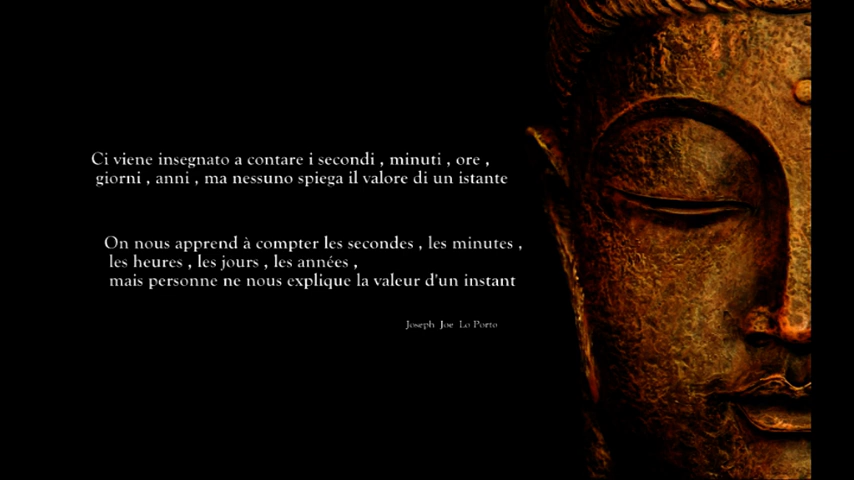 Ci viene insegnato a contare i secondi , minuti , ore ,
giorni , anni , ma nessuno spiega il valore di un istante
On nous apprend à compter les secondes , les minutes ,
les heures , les jours , les années ,
mais personne ne nous explique la valeur d'un instant
Joseph Joe Lo Porto